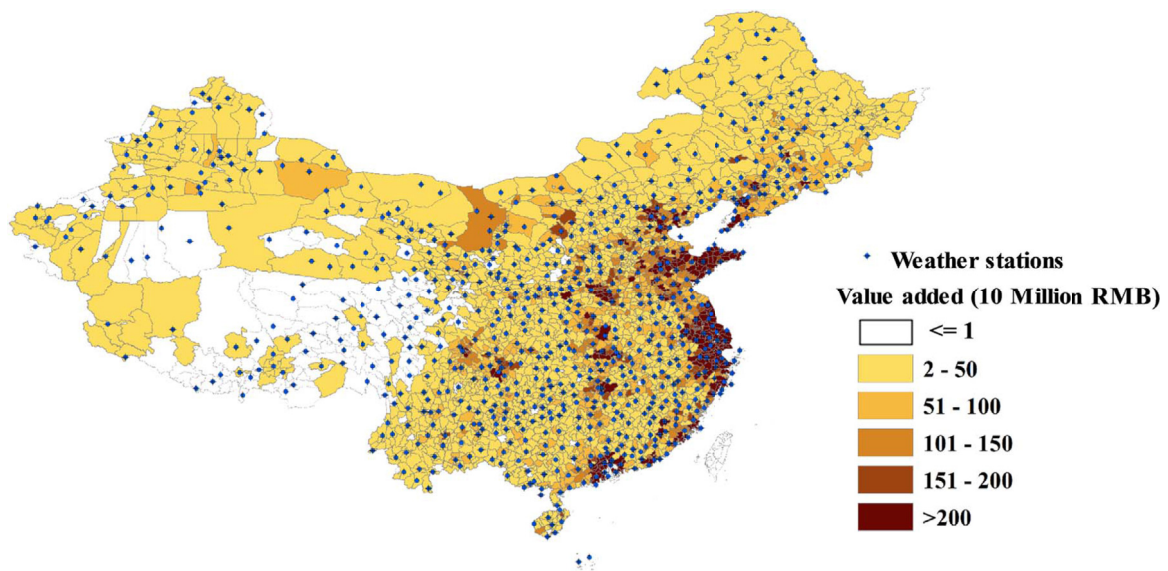 Weather stations
Value added (10 Million RMB)
<= 1
2 - 50
51 - 100
101 - 150
151 - 200
>200